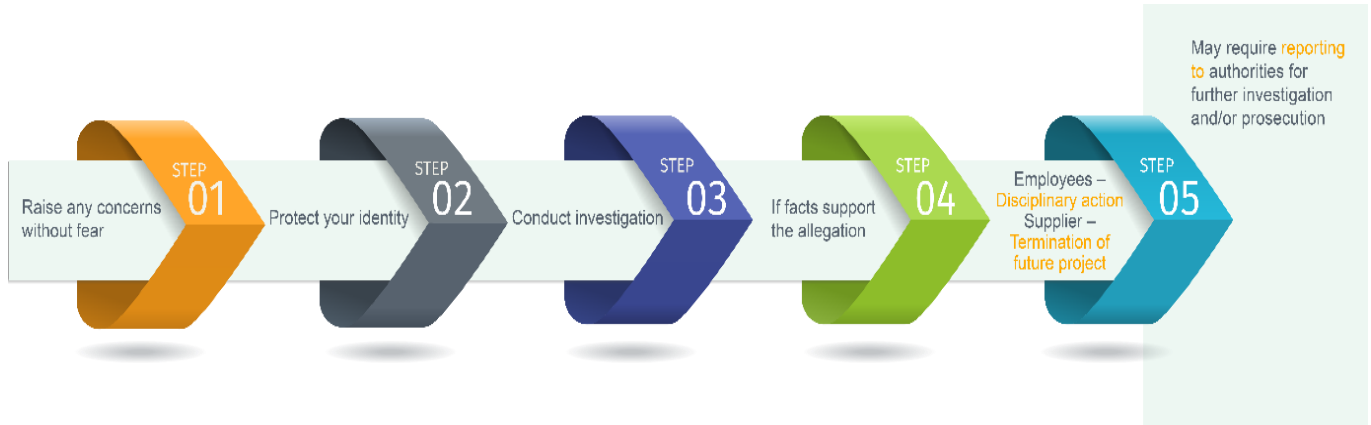 Raise any concerns
without fear
STEP
01
Protect your identity
STEP
02
Conduct investigation
STEP
03
If facts support
the allegation
STEP
04
Employees –
Disciplinary action
Supplier –
Termination of
future project
STEP
05
May require reporting
to authorities for
further investigation
and/or prosecution